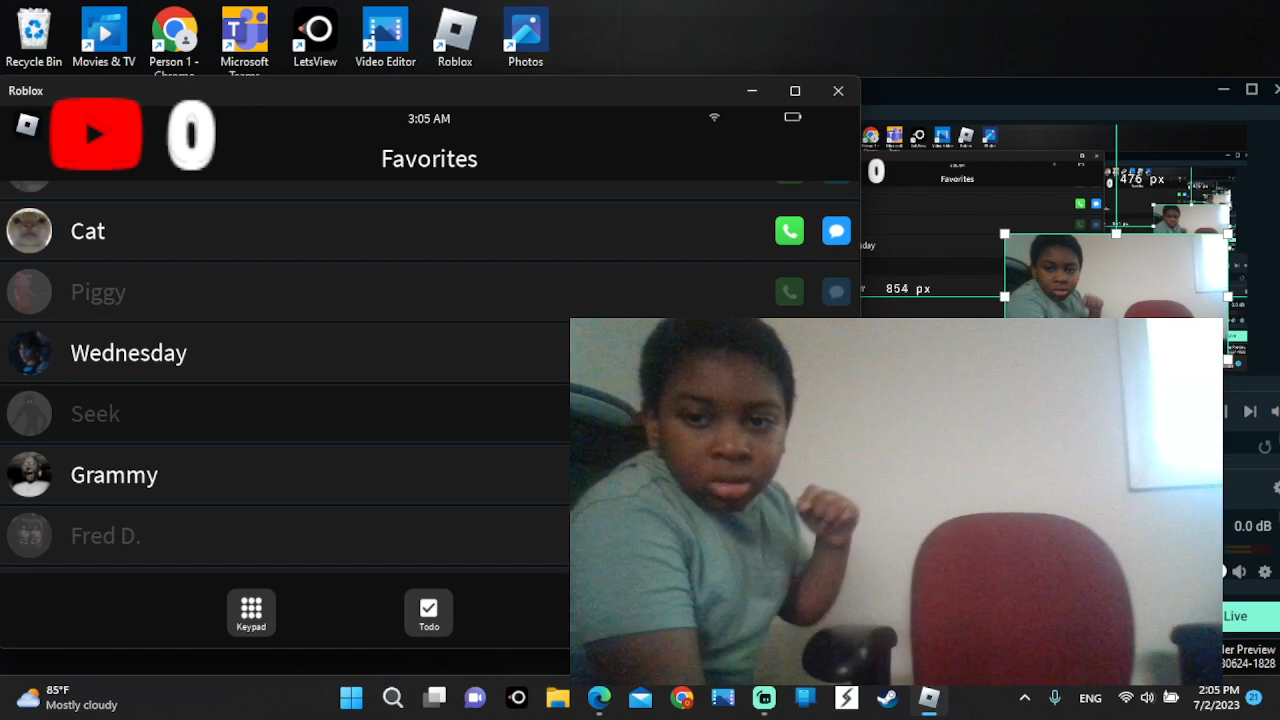 Recycle Bin
Movies & TV
Person 1 -
Chrome
Microsoft
Teams
LetsView
Video Editor
Roblox
Photos
Roblox
0
3:05 AM
Favorites
Cat
Piggy
Wednesday
Seek
Grammy
Fred D.
Keypad
Todo
0
Favorites
476 px
854 px
0.0 dB
Live
85°F
Mostly cloudy
ENG
2:05 PM
7/2/2023
21